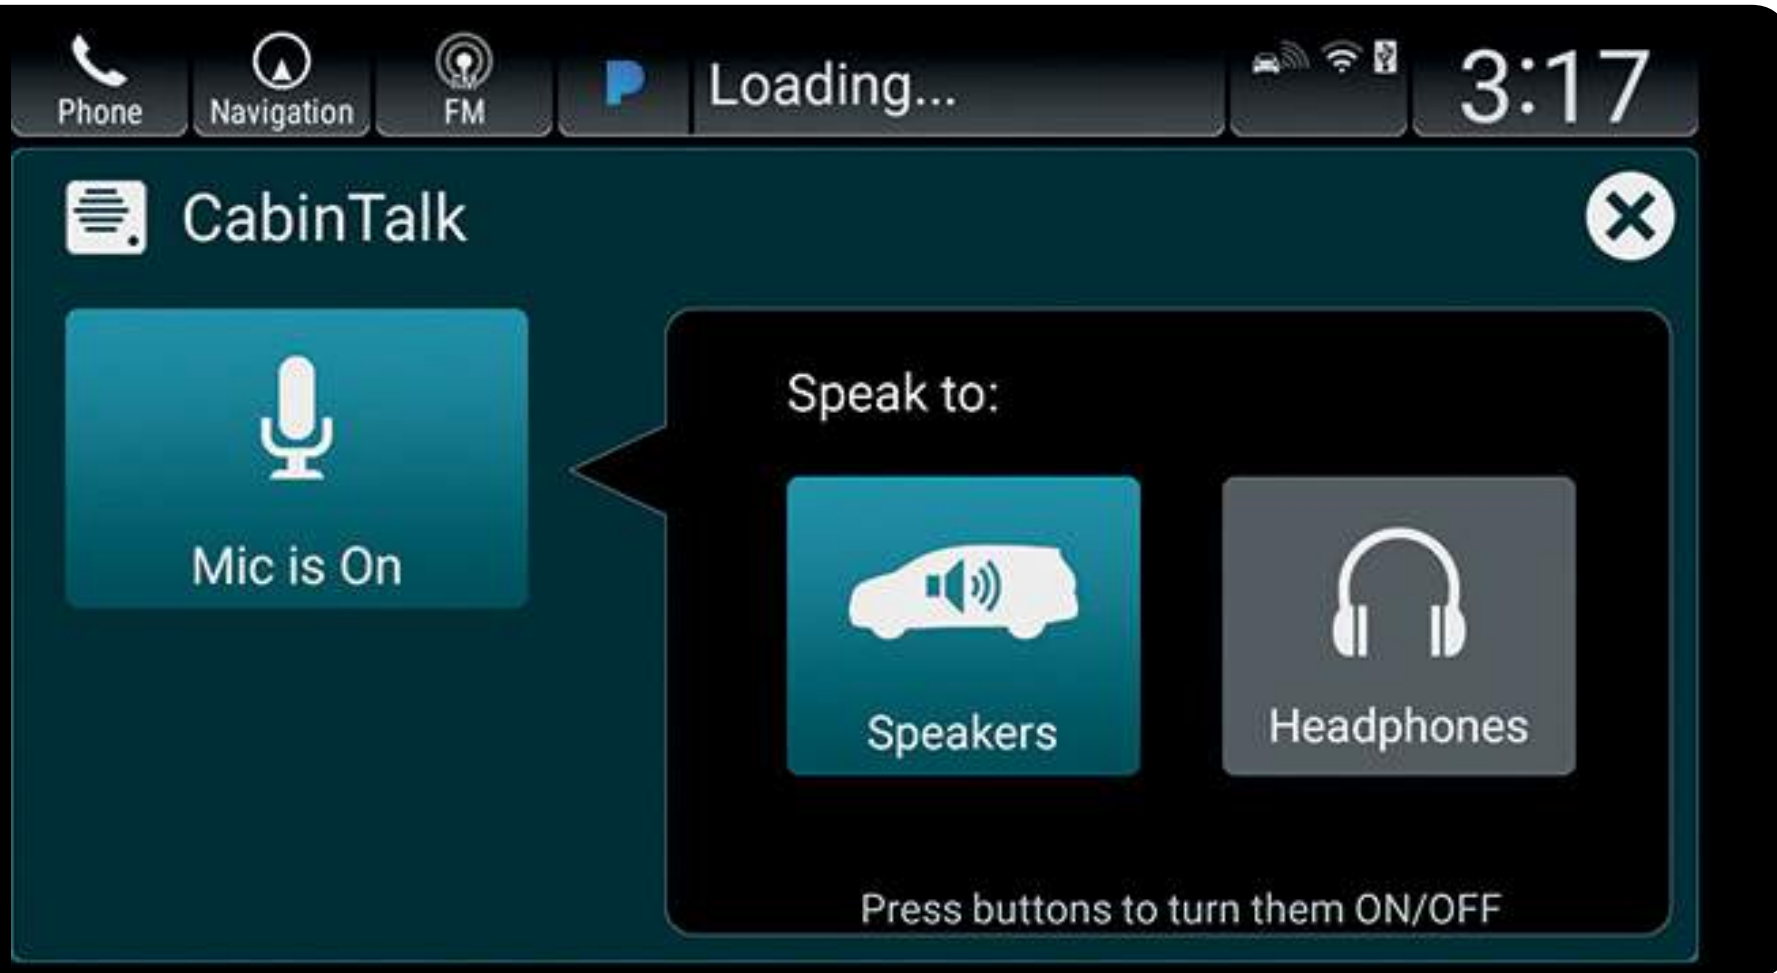 Phone
Navigation
FM
Loading...
3:17
CabinTalk
Mic is On
Speak to:
Speakers
Headphones
Press buttons to turn them ON/OFF